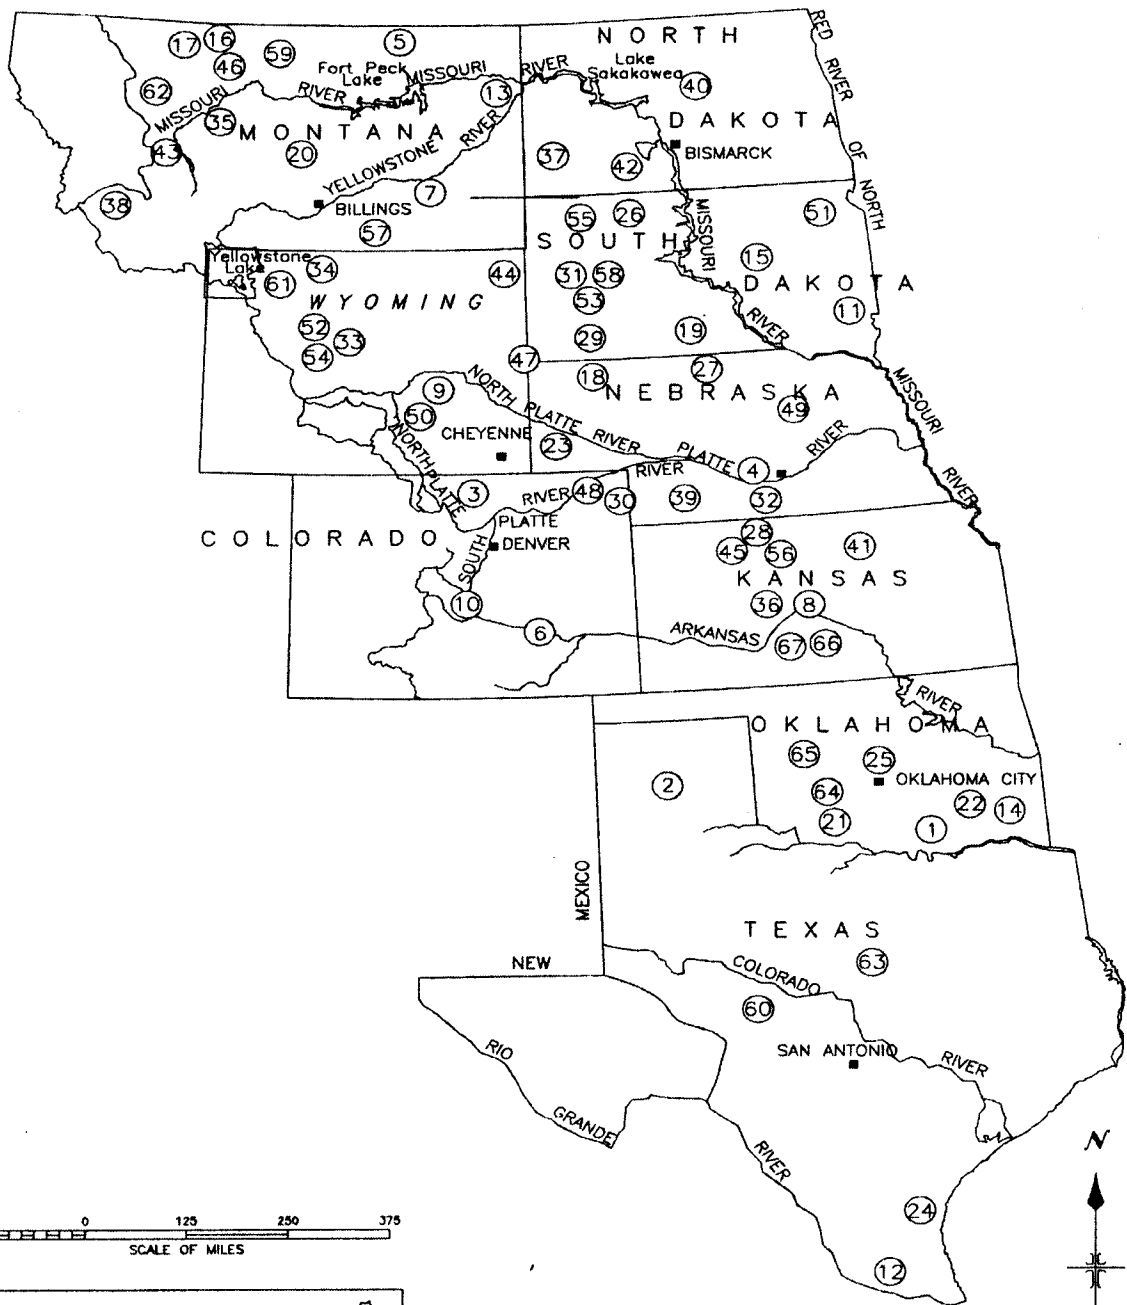 NORTH
RED
RIVER
OF
NORTH
17
16
59
5
46
62
Fort Peck
Lake
MISSOURI
RIVER
Lake
Sakakawea
40
13
MISSOURI
RIVER
35
MONTANA
DAKOTA
43
20
YELLOWSTONE
RIVER
37
42
BISMARCK
38
7
BILLINGS
57
55
26
51
MISSOURI
SOUTH
15
Yellowstone
Lake
61
34
44
31
58
DAKOTA
WYOMING
53
11
52
33
54
29
19
RIVER
47
18
27
NEBRASKA
MISSOURI
9
NORTH
PLATTE
RIVER
49
50
CHEYENNE
23
PLATTE
RIVER
4
NORTH
PLATTE
RIVER
3
RIVER
48
30
39
32
RIVER
COLORADO
PLATTE
SOUTH
DENVER
28
45
56
41
KANSAS
10
36
8
6
ARKANSAS
67
66
RIVER
OKLAHOMA
65
25
2
OKLAHOMA CITY
64
22
14
21
1
MEXICO
TEXAS
NEW
COLORADO
63
60
SAN ANTONIO
RIO
RIVER
GRANDE
RIVER
N
24
12
0
125
250
375
SCALE OF MILES